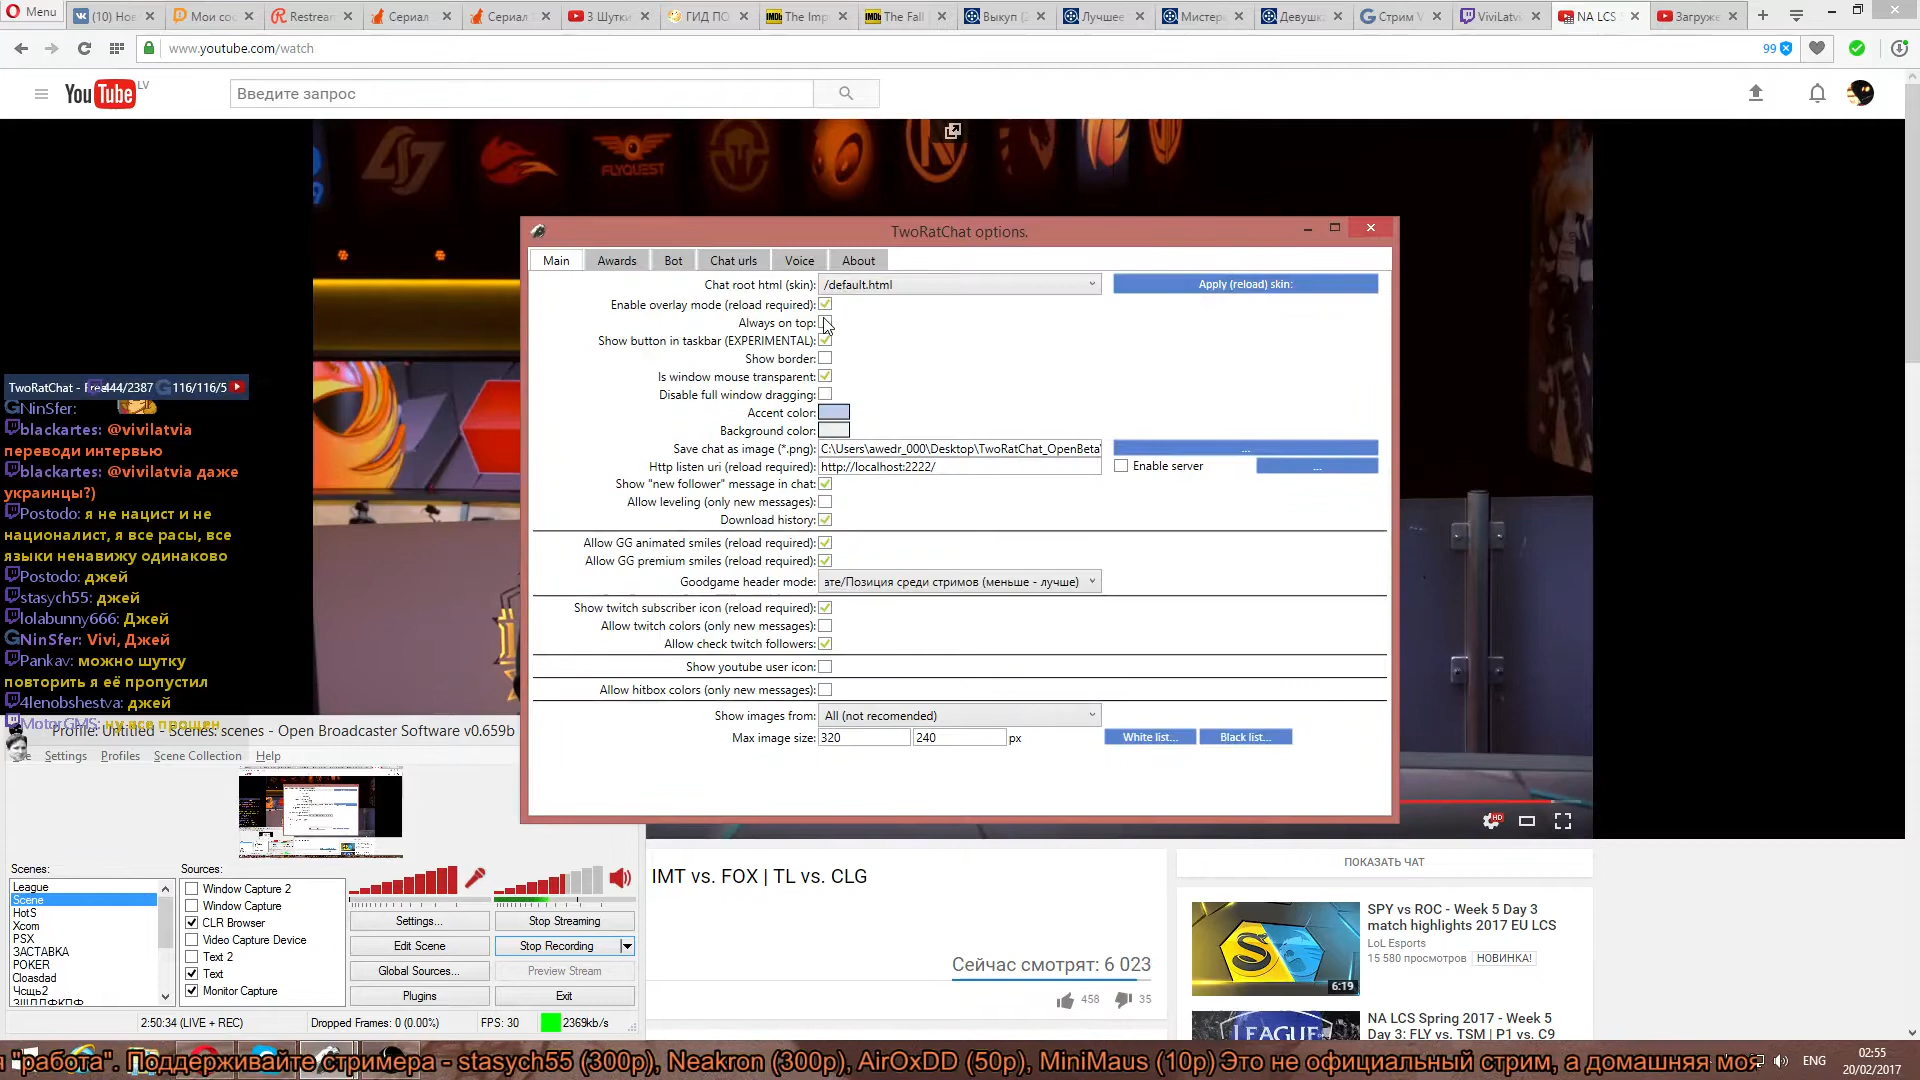 Menu
(10) Нов
Мои соо
Restrean
Сериал
Сериал
3 Шутки
ГИД ПО
The Imp
The Fall
Выкуп (2
Лучшее
Мистер
Девушк
Стрим V
ViviLatvi
NA LCS
Загруже
www.youtube.com/watch
99
YouTube LV
Введите запрос
FLYQUEST
TwoRatChat options.
Main
Awards
Bot
Chat urls
Voice
About
Chat root html (skin): /default.html
Apply (reload) skin:
Enable overlay mode (reload required):
Always on top:
Show button in taskbar (EXPERIMENTAL):
Show border:
Is window mouse transparent:
Disable full window dragging:
Accent color:
Background color:
Save chat as image (*.png): C:\Users\awedr_000\Desktop\TwoRatChat_OpenBeta\
...
Http listen uri (reload required): http://localhost:2222/
Enable server
...
Show "new follower" message in chat:
Allow leveling (only new messages):
Download history:
Allow GG animated smiles (reload required):
Allow GG premium smiles (reload required):
Goodgame header mode: ате/Позиция среди стримов (меньше - лучше)
Show twitch subscriber icon (reload required):
Allow twitch colors (only new messages):
Allow check twitch followers:
Show youtube user icon:
Allow hitbox colors (only new messages):
Show images from: All (not recomended)
Max image size: 320 240 px
White list...
Black list...
TwoRatChat - 444/2387 116/116/5
NinSfer:
blackartes: @vivilatvia
переводи интервью
blackartes: @vivilatvia даже
украинцы?)
Postodo: я не нацист и не
националист, я все расы, все
языки ненавижу одинаково
Postodo: джей
stasych55: джей
lolabunny666: Джей
NinSfer: Vivi, Джей
Pankav: можно шутку
повторить я её пропустил
4lenobshestva: джей
MotorGMS: ну все прощен
Profile: Untitled - Scenes: scenes - Open Broadcaster Software v0.659b
Settings
Profiles
Scene Collection
Help
Scenes:
League
Scene
HotS
Xcom
PSX
ЗАСТАВКА
POKER
Cloasdad
Чсщь2
Sources:
Window Capture 2
Window Capture
CLR Browser
Video Capture Device
Text 2
Text
Monitor Capture
Settings...
Stop Streaming
Edit Scene
Stop Recording
Global Sources...
Preview Stream
Plugins
Exit
2:50:34 (LIVE + REC)
Dropped Frames: 0 (0.00%)
FPS: 30
2369kb/s
HD
IMT vs. FOX | TL vs. CLG
Сейчас смотрят: 6 023
458
35
ПОКАЗАТЬ ЧАТ
6:19
SPY vs ROC - Week 5 Day 3
match highlights 2017 EU LCS
LoL Esports
15 580 просмотров
НОВИНКА!
LEAGUE
NA LCS Spring 2017 - Week 5
Day 3: FLY vs. TSM | P1 vs. C9
я "работа". Поддерживайте стримера - stasych55 (300р), Neakron (300р), AirOxDD (50р), MiniMaus (10р) Это не официальный стрим, а домашняя моя
ENG
02:55
20/02/2017